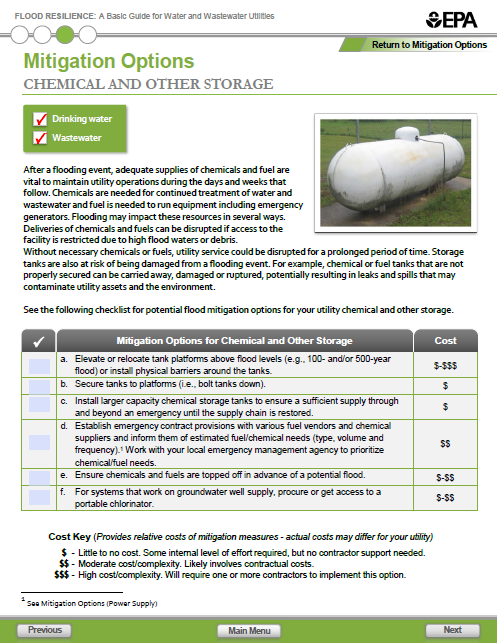 FLOOD RESILIENCE: A Basic Guide for Water and Wastewater Utilities
EPA
Return to Mitigation Options
Mitigation Options
CHEMICAL AND OTHER STORAGE
Drinking water
Wastewater
After a flooding event, adequate supplies of chemicals and fuel are
vital to maintain utility operations during the days and weeks that
follow. Chemicals are needed for continued treatment of water and
wastewater and fuel is needed to run equipment including emergency
generators. Flooding may impact these resources in several ways.
Deliveries of chemicals and fuels can be disrupted if access to the
facility is restricted due to high flood waters or debris.
Without necessary chemicals or fuels, utility service could be disrupted for a prolonged period of time. Storage
tanks are also at risk of being damaged from a flooding event. For example, chemical or fuel tanks that are not
properly secured can be carried away, damaged or ruptured, potentially resulting in leaks and spills that may
contaminate utility assets and the environment.
See the following checklist for potential flood mitigation options for your utility chemical and other storage.
✓ Mitigation Options for Chemical and Other Storage Cost
a. Elevate or relocate tank platforms above flood levels (e.g., 100- and/or 500-year
flood) or install physical barriers around the tanks.
$-$$$
b. Secure tanks to platforms (i.e., bolt tanks down).
$
c. Install larger capacity chemical storage tanks to ensure a sufficient supply through
and beyond an emergency until the supply chain is restored.
$
d. Establish emergency contract provisions with various fuel vendors and chemical
suppliers and inform them of estimated fuel/chemical needs (type, volume and
frequency).¹ Work with your local emergency management agency to prioritize
chemical/fuel needs.
$$
e. Ensure chemicals and fuels are topped off in advance of a potential flood.
$-$$
f. For systems that work on groundwater well supply, procure or get access to a
portable chlorinator.
$-$$
Cost Key (Provides relative costs of mitigation measures - actual costs may differ for your utility)
$ - Little to no cost. Some internal level of effort required, but no contractor support needed.
$$ - Moderate cost/complexity. Likely involves contractual costs.
$$$ - High cost/complexity. Will require one or more contractors to implement this option.
1 See Mitigation Options (Power Supply)
Previous
Main Menu
Next